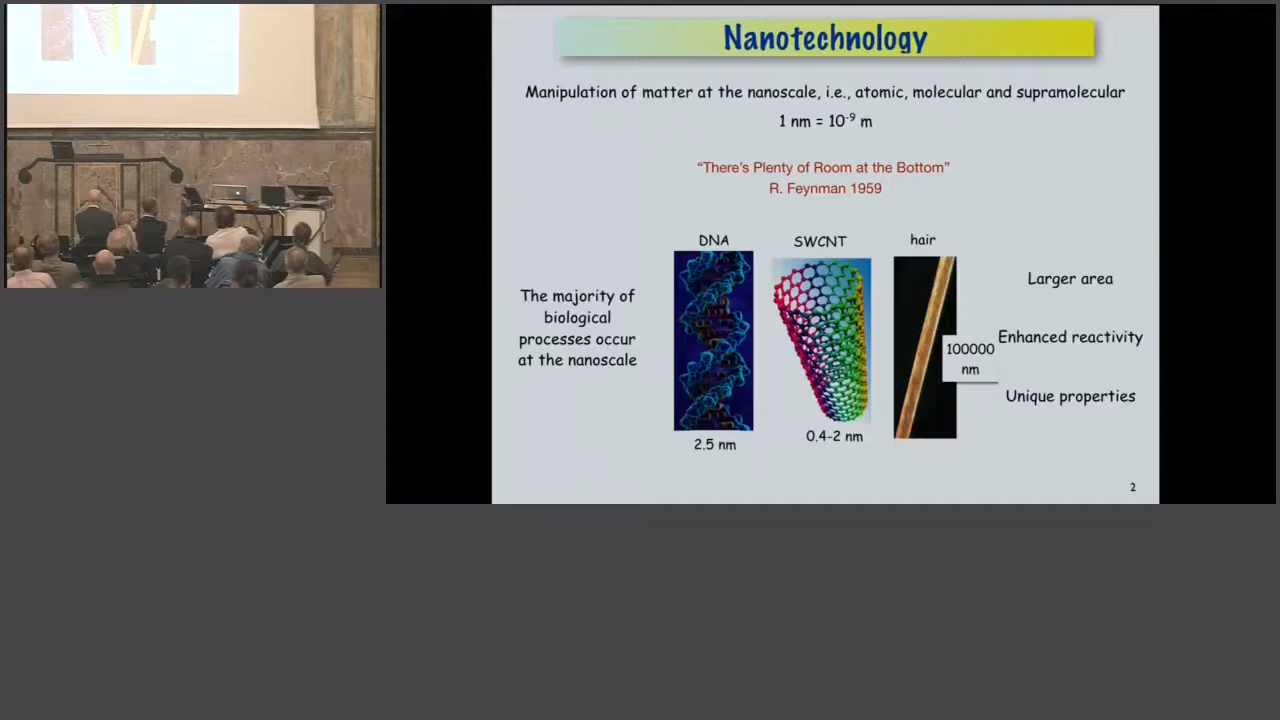 Nanotechnology
Manipulation of matter at the nanoscale, i.e., atomic, molecular and supramolecular
1 nm = 10⁻⁹ m
“There’s Plenty of Room at the Bottom”
R. Feynman 1959
DNA
SWCNT
hair
The majority of
biological
processes occur
at the nanoscale
2.5 nm
0.4-2 nm
100000
nm
Larger area
Enhanced reactivity
Unique properties
2